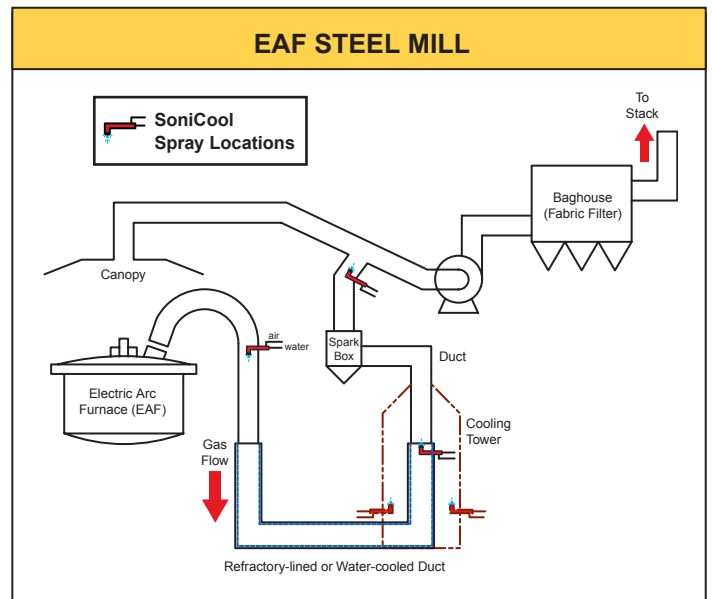 EAF STEEL MILL
SoniCool
Spray Locations
To
Stack
Baghouse
(Fabric Filter)
Canopy
air
water
Spark
Box
Duct
Electric Arc
Furnace (EAF)
Cooling
Tower
Gas
Flow
Refractory-lined or Water-cooled Duct